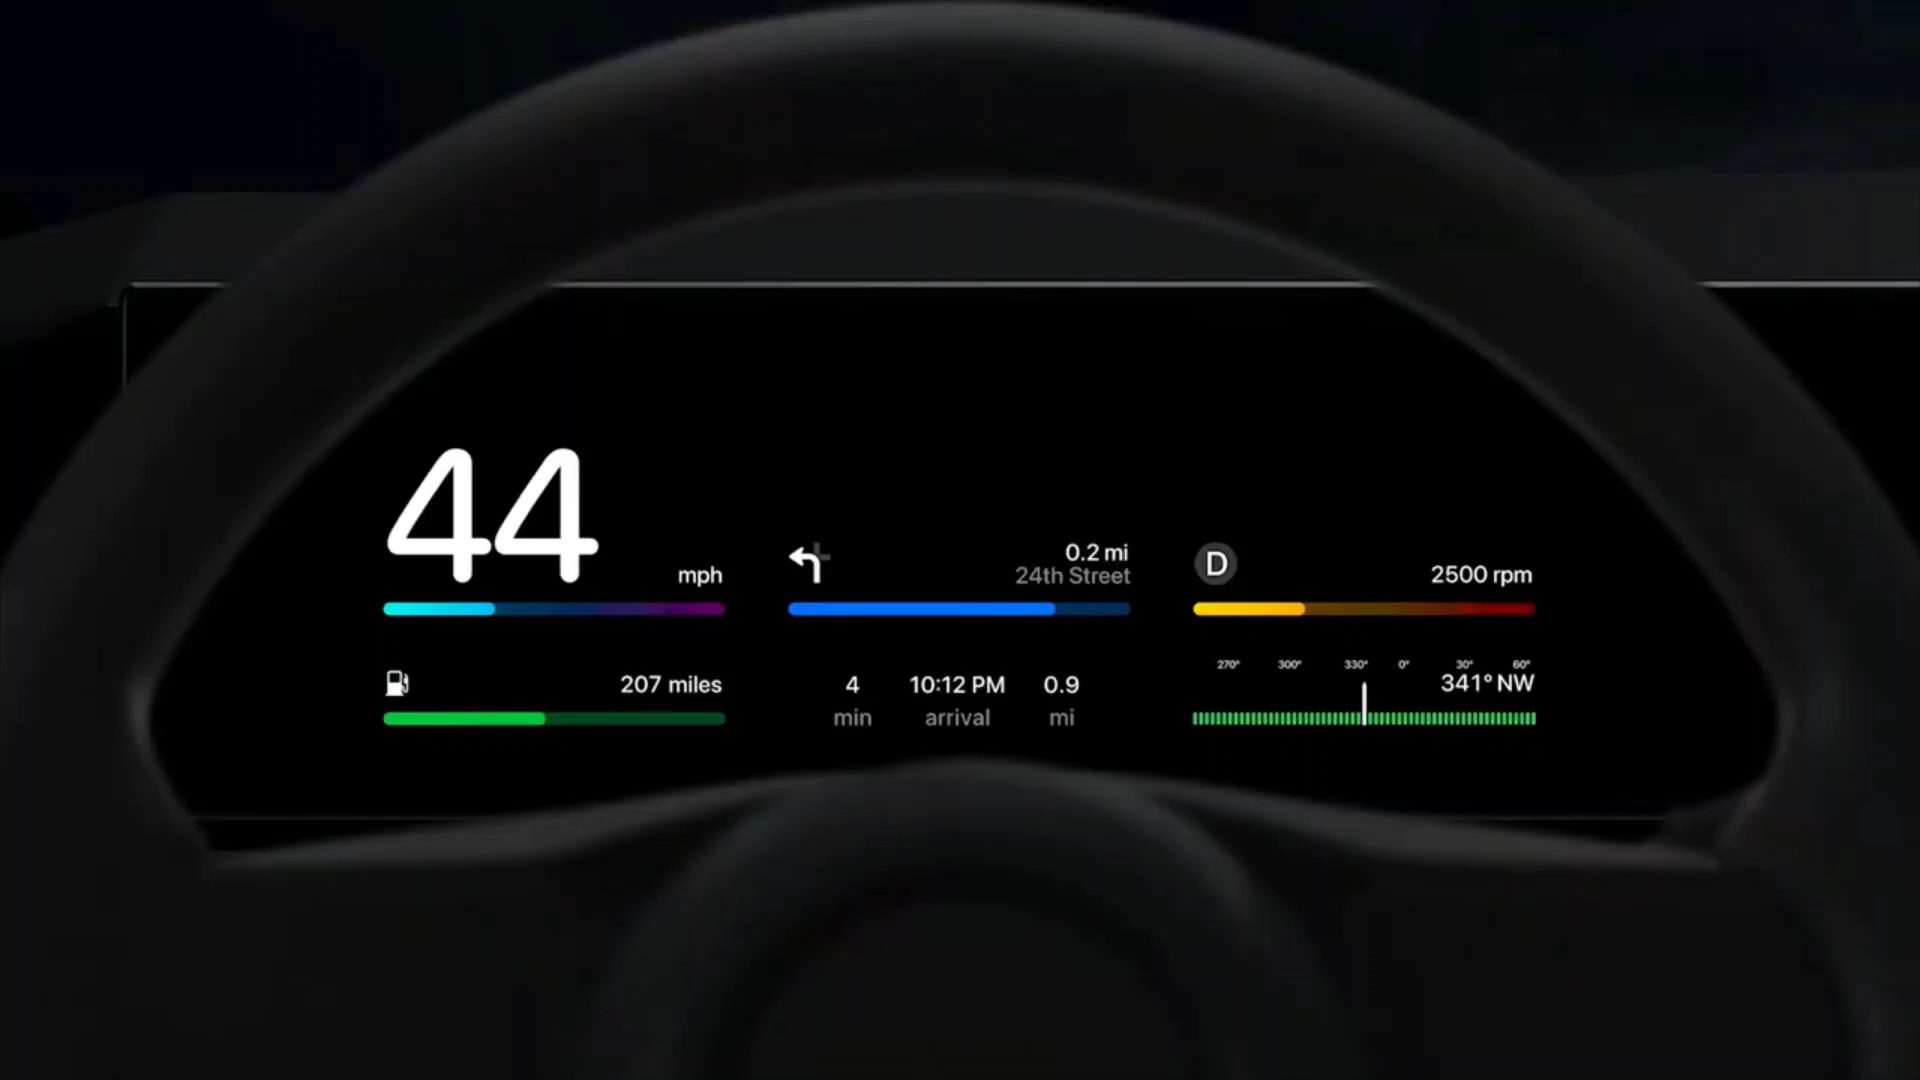 44
mph
207 miles
0.2 mi
24th Street
4 10:12 PM 0.9
min arrival mi
D
2500 rpm
270° 300° 330° 0° 30° 60°
341° NW